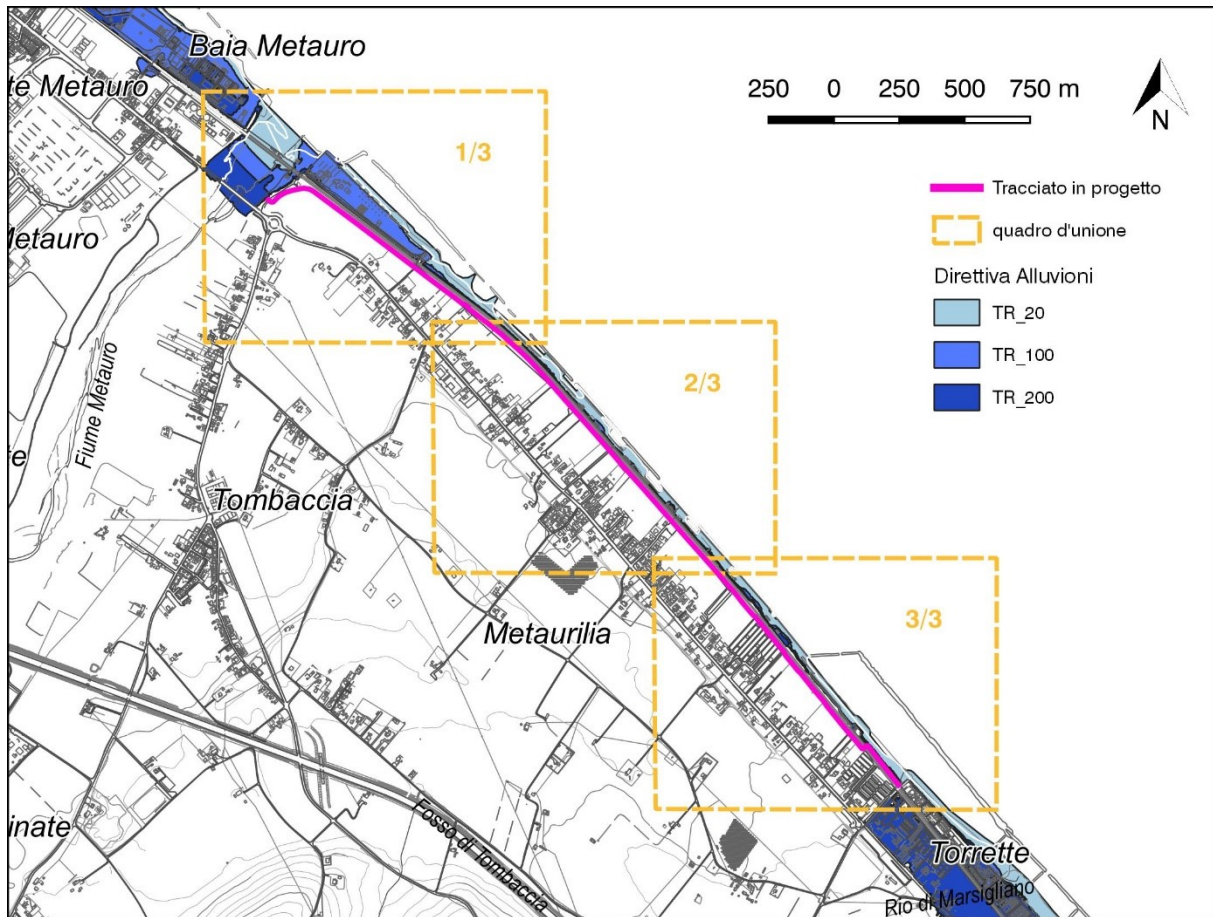 Baia Metauro
te Metauro
Metauro
te
Fiume Metauro
Tombaccia
Metaurilia
inate
Fosso di Tombaccia
Torrette
Rio di Marsigliano
1/3
2/3
3/3
250 0 250 500 750 m
N
Tracciato in progetto
quadro d'unione
Direttiva Alluvioni
TR_20
TR_100
TR_200